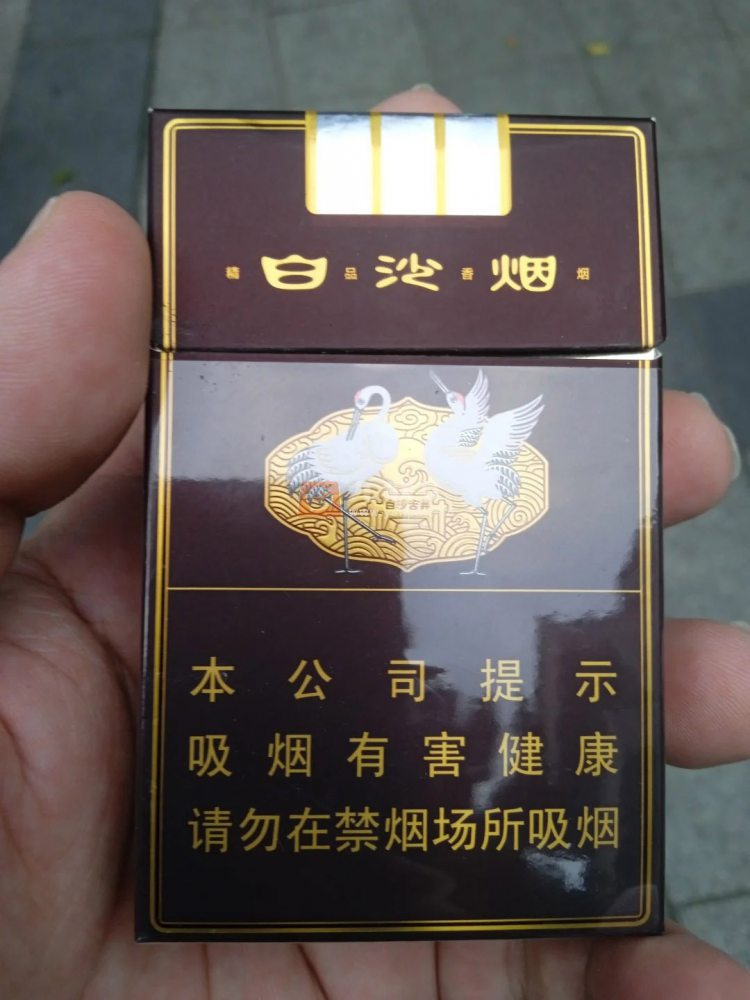 精白品沙香烟烟
本公司提示
吸烟有害健康
请勿在禁烟场所吸烟